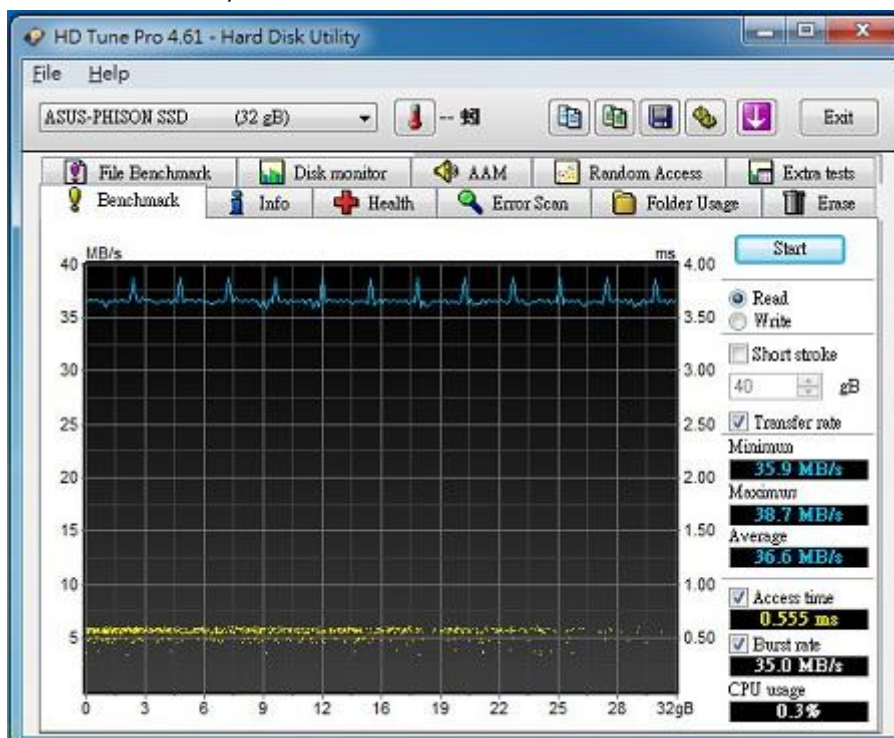 HD Tune Pro 4.61 - Hard Disk Utility
File Help
ASUS-PHISON SSD (32 gB) -- 蚓 Exit
File Benchmark Disk monitor AAM Random Access Extra tests
Benchmark Info Health Error Scan Folder Usage Erase
Start
MB/s ms
40 4.00
Read
35 3.50
Write
Short stroke
30 3.00
40 gB
25 2.50
Transfer rate
Minimum
35.9 MB/s
20 2.00
Maximum
38.7 MB/s
15 1.50
Average
36.6 MB/s
10 1.00
Access time
0.555 ms
5 0.50
Burst rate
35.0 MB/s
CPU usage
0.3%
0 3 6 9 12 16 19 22 25 28 32gB